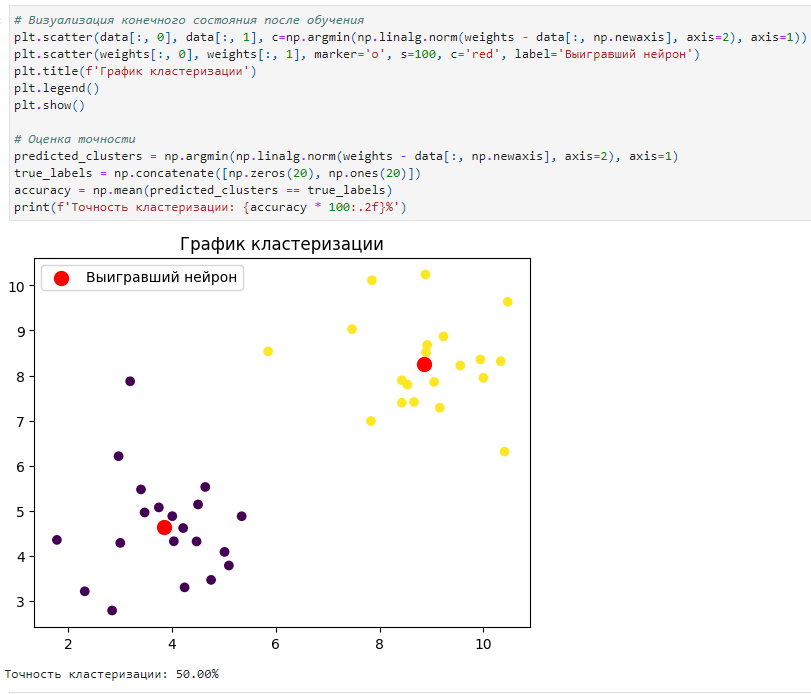 # Визуализация конечного состояния после обучения
plt.scatter(data[:, 0], data[:, 1], c=np.argmin(np.linalg.norm(weights - data[:, np.newaxis], axis=2), axis=1))
plt.scatter(weights[:, 0], weights[:, 1], marker='o', s=100, c='red', label='Выигравший нейрон')
plt.title(f'График кластеризации')
plt.legend()
plt.show()
# Оценка точности
predicted_clusters = np.argmin(np.linalg.norm(weights - data[:, np.newaxis], axis=2), axis=1)
true_labels = np.concatenate([np.zeros(20), np.ones(20)])
accuracy = np.mean(predicted_clusters == true_labels)
print(f'Точность кластеризации: {accuracy * 100:.2f}%')
График кластеризации
Выигравший нейрон
10
9
8
7
6
5
4
3
2 4 6 8 10
Точность кластеризации: 50.00%